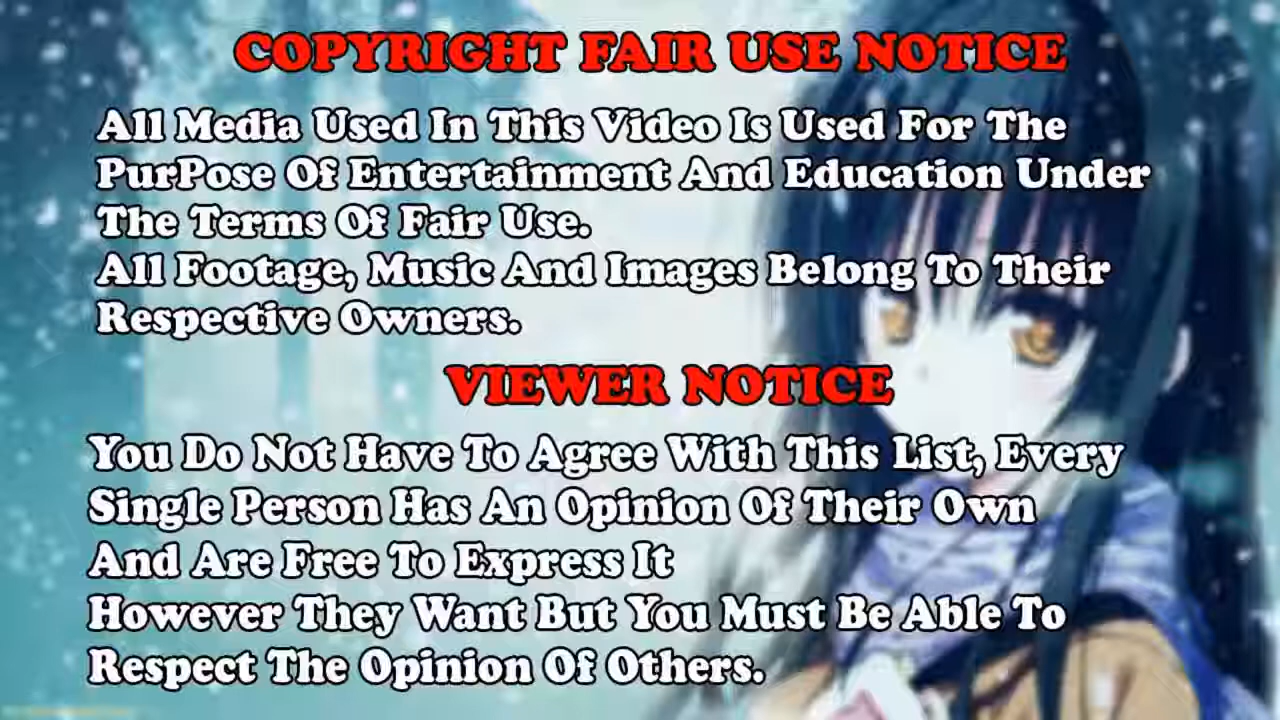 COPYRIGHT FAIR USE NOTICE
All Media Used In This Video Is Used For The
PurPose Of Entertainment And Education Under
The Terms Of Fair Use.
All Footage, Music And Images Belong To Their
Respective Owners.
VIEWER NOTICE
You Do Not Have To Agree With This List, Every
Single Person Has An Opinion Of Their Own
And Are Free To Express It
However They Want But You Must Be Able To
Respect The Opinion Of Others.